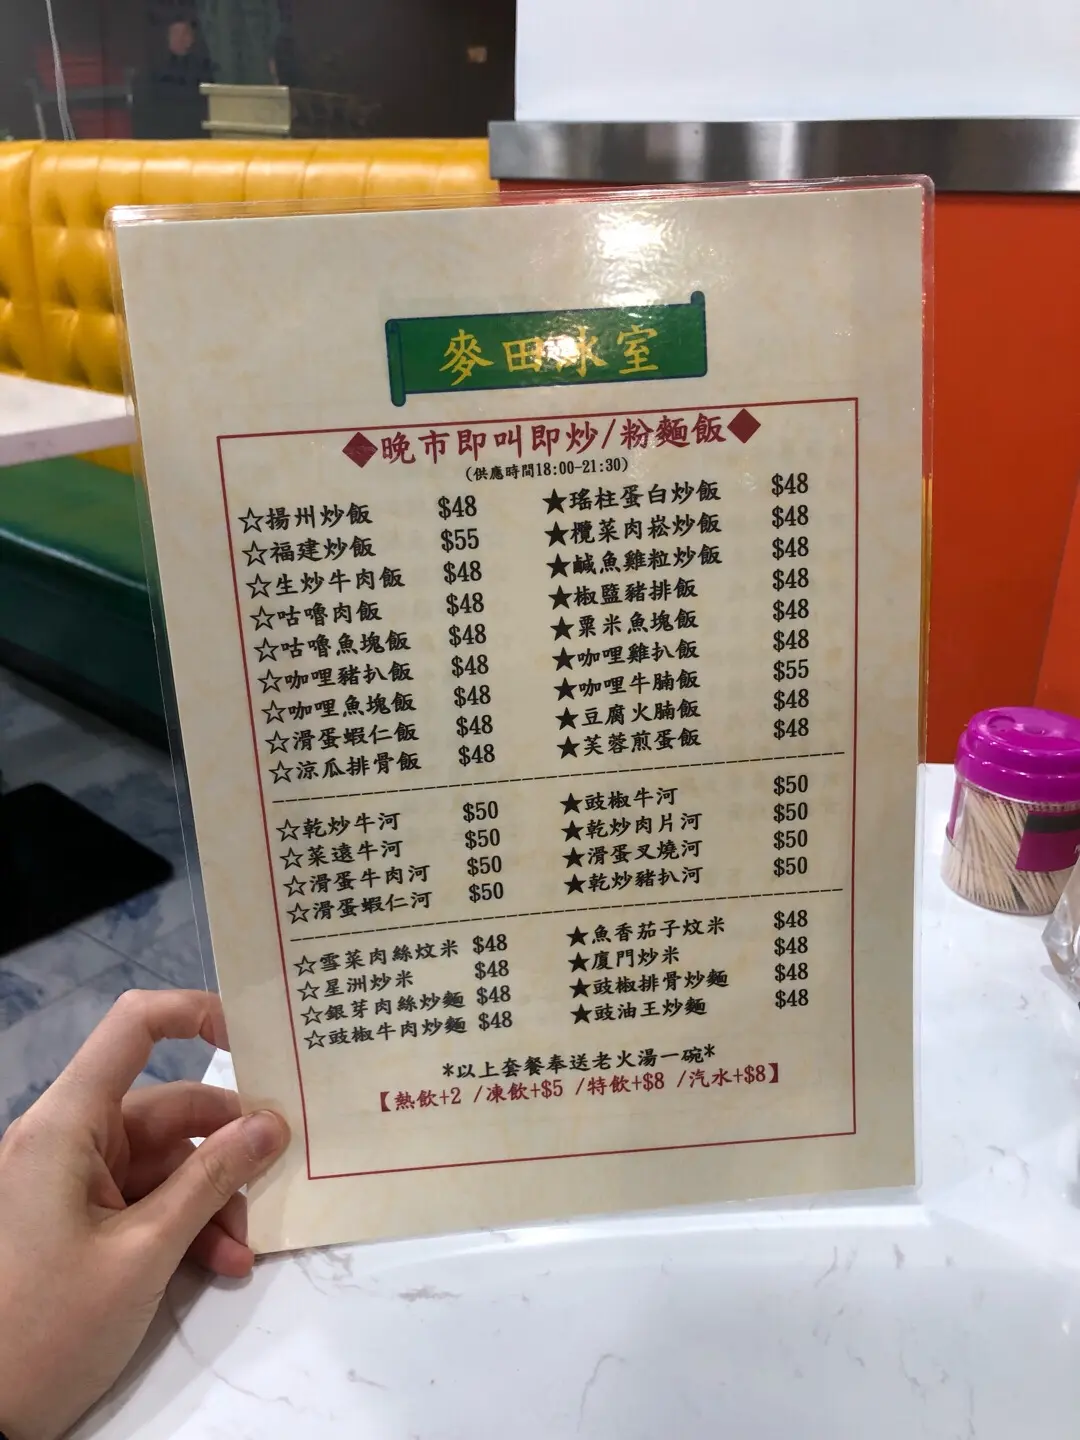 麥田冰室
◆晚市即叫即炒/粉麵飯◆
(供應時間18:00-21:30)
☆揚州炒飯 $48
☆福建炒飯 $55
☆生炒牛肉飯 $48
☆咕嚕肉飯 $48
☆咕嚕魚塊飯 $48
☆咖哩豬扒飯 $48
☆咖哩魚塊飯 $48
☆滑蛋蝦仁飯 $48
☆涼瓜排骨飯 $48
★瑤柱蛋白炒飯 $48
★欖菜肉崧炒飯 $48
★鹹魚雞粒炒飯 $48
★椒鹽豬排飯 $48
★粟米魚塊飯 $48
★咖哩雞扒飯 $48
★咖哩牛腩飯 $55
★豆腐火腩飯 $48
★芙蓉煎蛋飯 $48
☆乾炒牛河 $50
☆菜遠牛河 $50
☆滑蛋牛肉河 $50
☆滑蛋蝦仁河 $50
★豉椒牛河 $50
★乾炒肉片河 $50
★滑蛋叉燒河 $50
★乾炒豬扒河 $50
☆雪菜肉絲炆米 $48
☆星洲炒米 $48
☆銀芽肉絲炒麵 $48
☆豉椒牛肉炒麵 $48
★魚香茄子炆米 $48
★廈門炒米 $48
★豉椒排骨炒麵 $48
★豉油王炒麵 $48
*以上套餐奉送老火湯一碗*
【熱飲+2 /凍飲+$5 /特飲+$8 /汽水+$8】